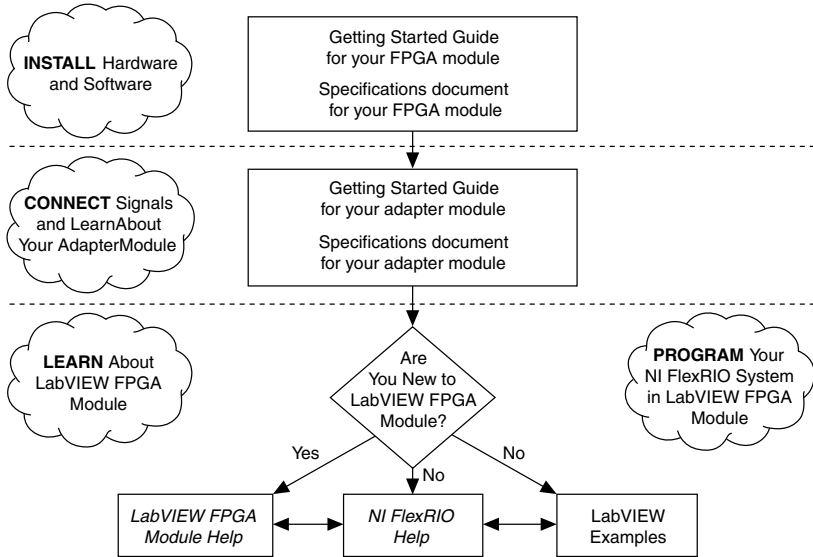 INSTALL Hardware
and Software
Getting Started Guide
for your FPGA module
Specifications document
for your FPGA module
CONNECT Signals
and LearnAbout
Your AdapterModule
Getting Started Guide
for your adapter module
Specifications document
for your adapter module
LEARN About
LabVIEW FPGA
Module
Are
You New to
LabVIEW FPGA
Module?
PROGRAM Your
NI FlexRIO System
in LabVIEW FPGA
Module
Yes
No
No
LabVIEW FPGA
Module Help
NI FlexRIO
Help
LabVIEW
Examples